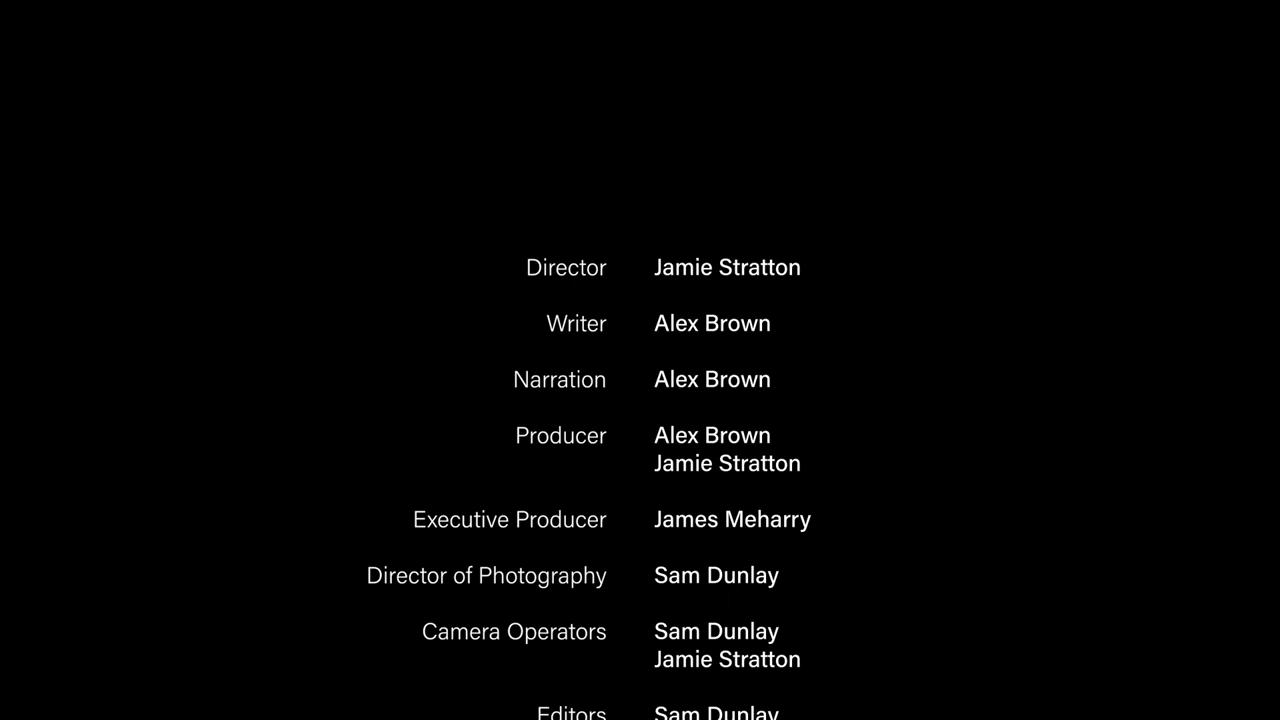 Director Jamie Stratton
Writer Alex Brown
Narration Alex Brown
Producer Alex Brown
Jamie Stratton
Executive Producer James Meharry
Director of Photography Sam Dunlay
Camera Operators Sam Dunlay
Jamie Stratton
Editors Sam Dunlay